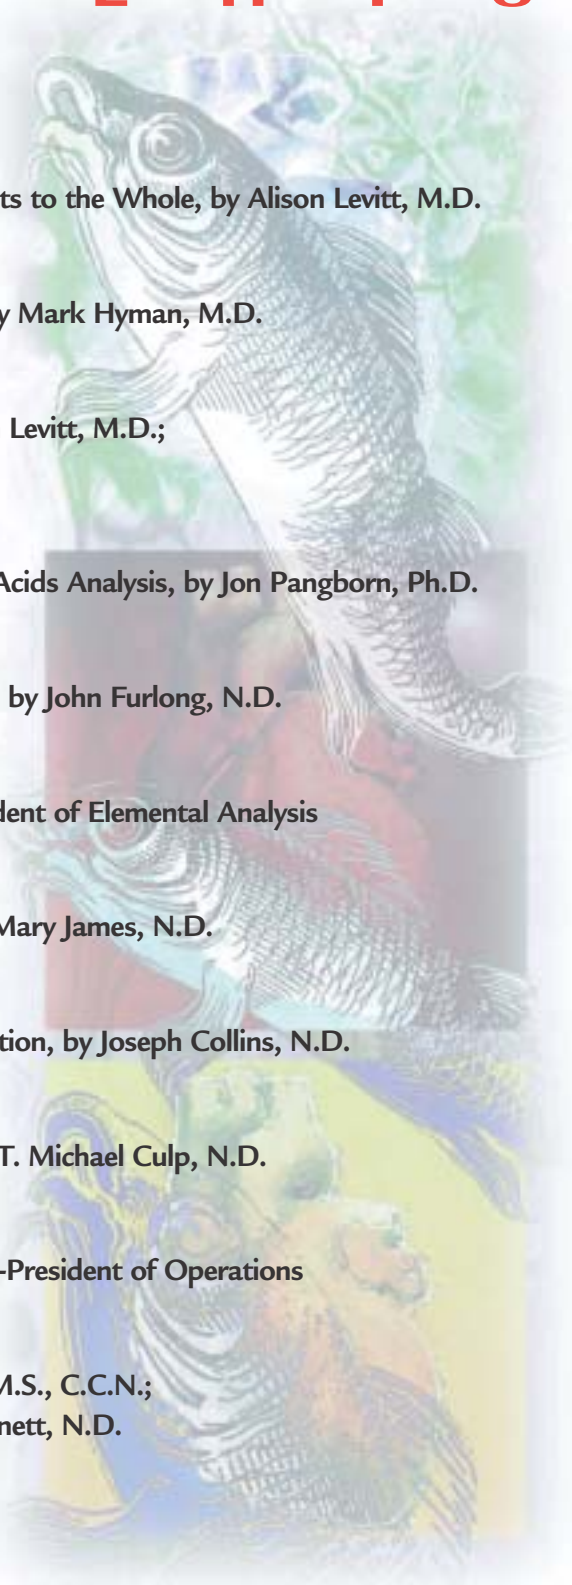 ts to the Whole, by Alison Levitt, M.D.
y Mark Hyman, M.D.
Levitt, M.D.;
Acids Analysis, by Jon Pangborn, Ph.D.
by John Furlong, N.D.
dent of Elemental Analysis
Mary James, N.D.
tion, by Joseph Collins, N.D.
T. Michael Culp, N.D.
-President of Operations
M.S., C.C.N.;
nett, N.D.